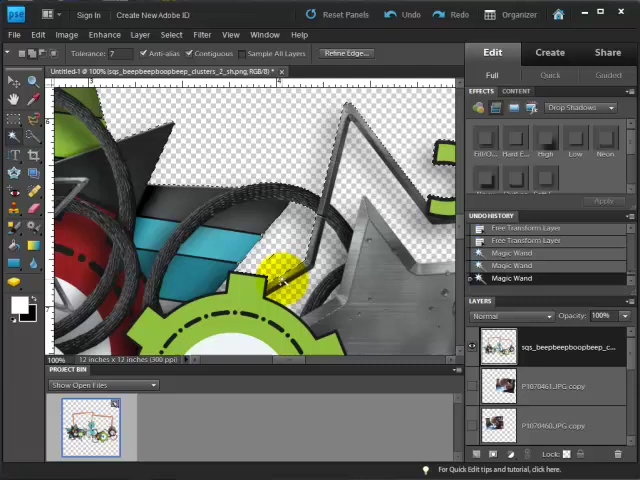 pse
Sign In
Create New Adobe ID
Reset Panels
Undo
Redo
Organizer
File Edit Image Enhance Layer Select Filter View Window Help
Tolerance: 7 Anti-alias Contiguous Sample All Layers Refine Edge...
Untitled-1 @ 100% (sqs_beepbeepboopbeep_clusters_2_sh.png, RGB/8) *
3 4
6
7
Edit Create Share
Full Quick Guided
EFFECTS CONTENT
Drop Shadows
Fill/O... Hard E... High Low Neon
Apply
UNDO HISTORY
Free Transform Layer
Free Transform Layer
Magic Wand
Magic Wand
Magic Wand
LAYERS
Normal Opacity: 100%
sqs_beepbeepboopbeep_c...
P1070461.JPG copy
P1070460.JPG copy
Lock:
100% 12 inches x 12 inches (300 ppi)
PROJECT BIN
Show Open Files
For Quick Edit tips and tutorial, click here.